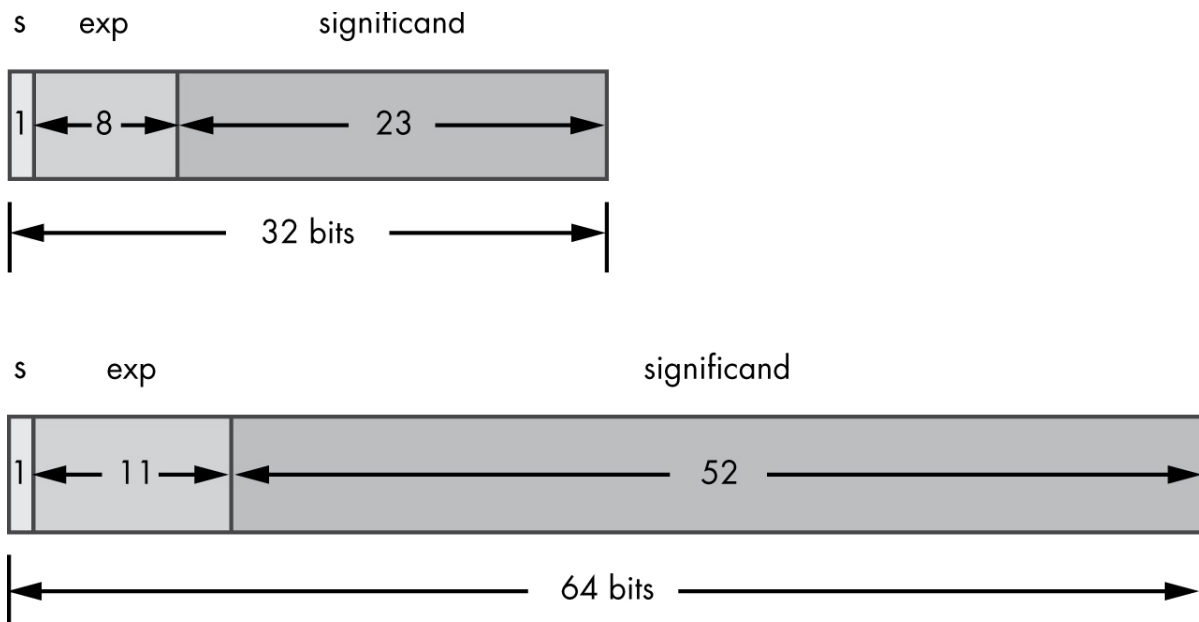 s exp significand
1 8 23
32 bits
s exp significand
1 11 52
64 bits